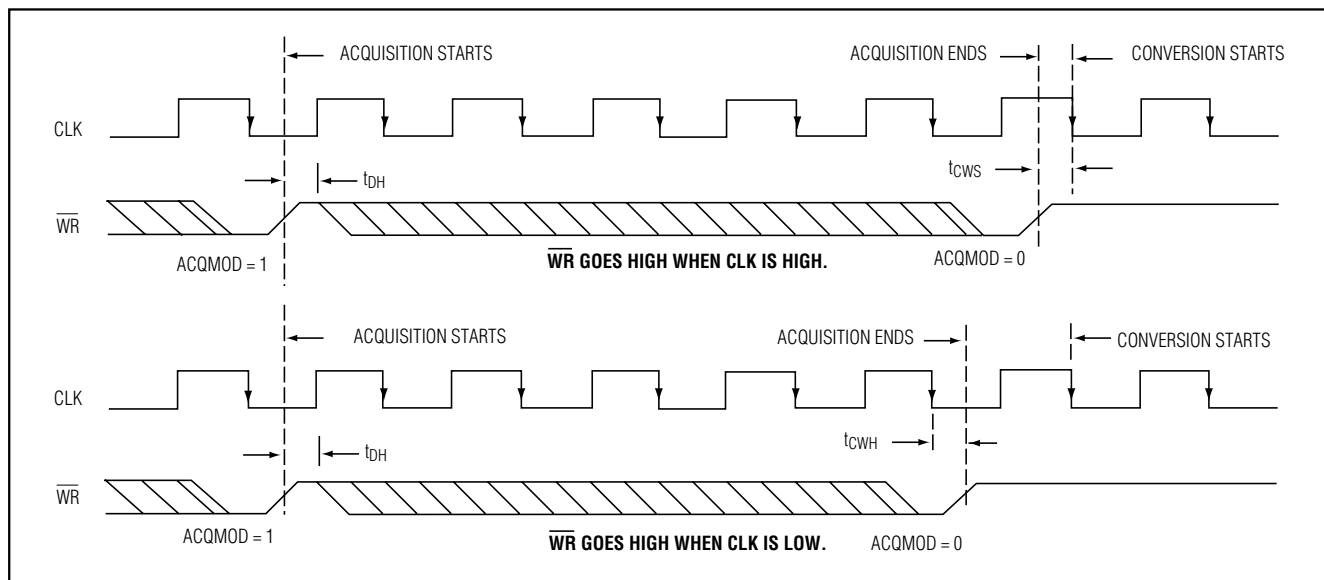 ACQUISITION STARTS
ACQUISITION ENDS
CONVERSION STARTS
CLK
tCWS
tDH
WR
ACQMOD = 1
WR GOES HIGH WHEN CLK IS HIGH.
ACQMOD = 0
ACQUISITION STARTS
ACQUISITION ENDS
CONVERSION STARTS
CLK
tCWH
tDH
WR
ACQMOD = 1
WR GOES HIGH WHEN CLK IS LOW.
ACQMOD = 0